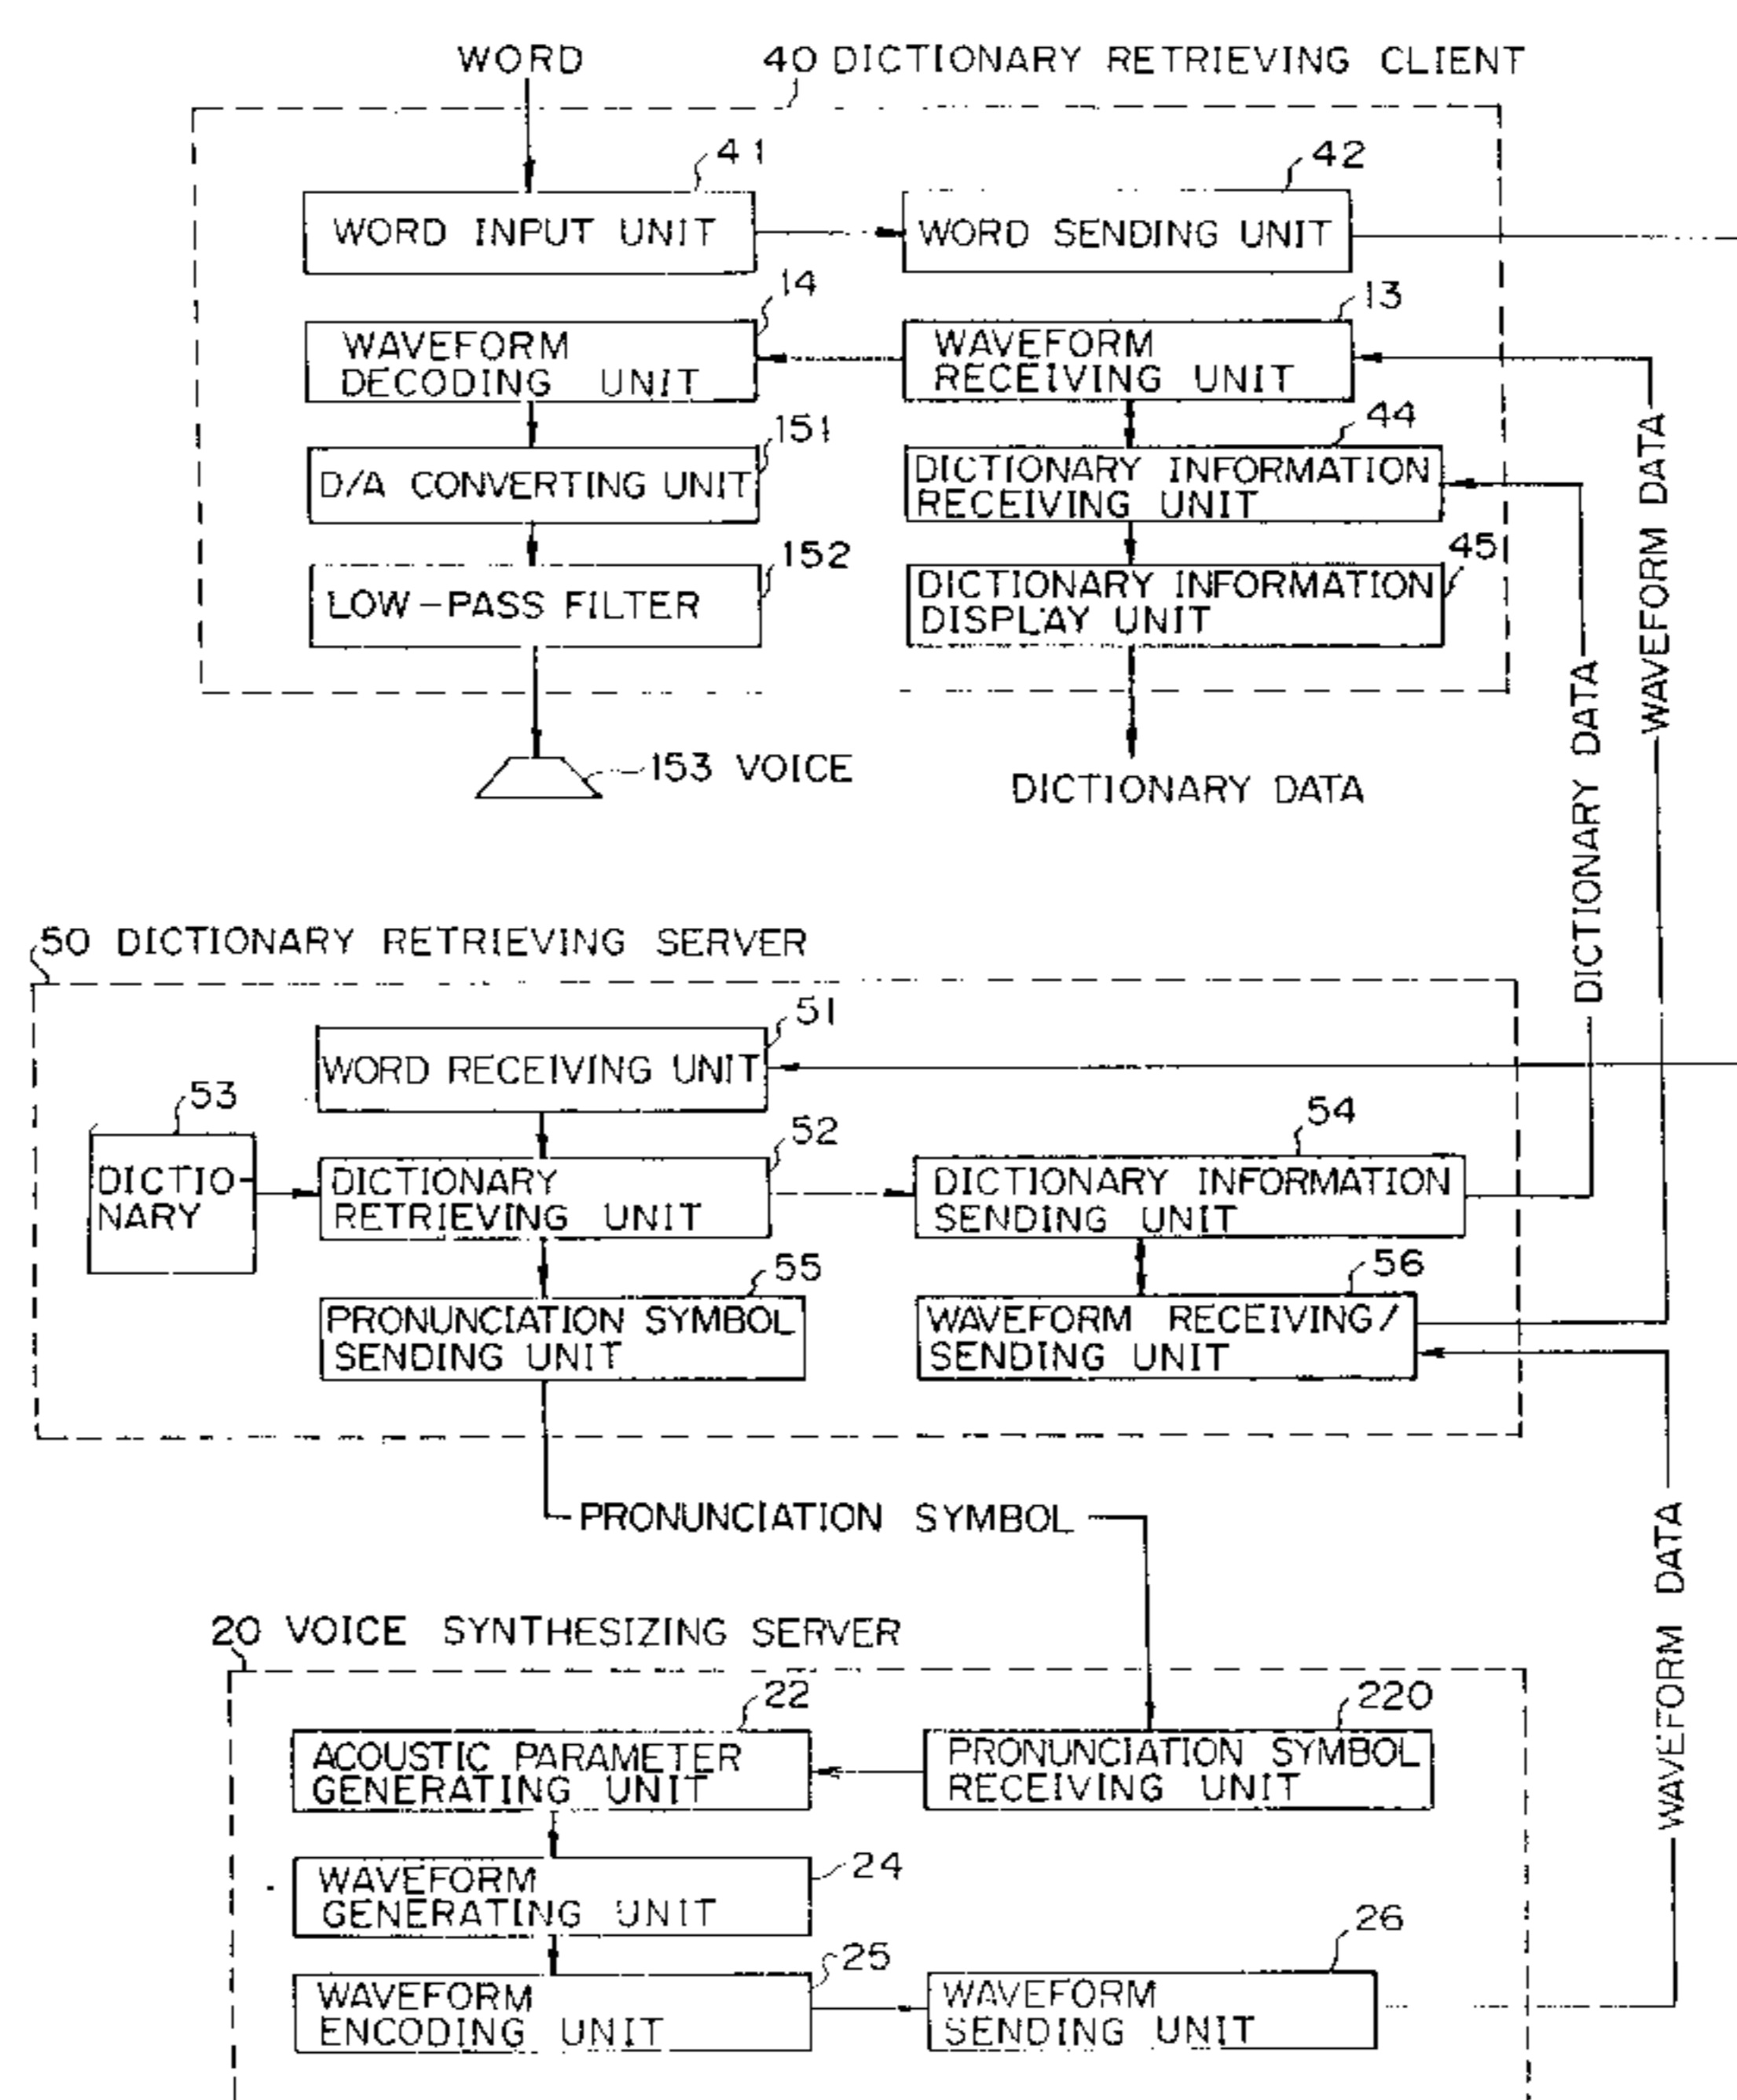 WORD
40 DICTIONARY RETRIEVING CLIENT
41
42
WORD INPUT UNIT
WORD SENDING UNIT
14
13
WAVEFORM
DECODING UNIT
WAVEFORM
RECEIVING UNIT
151
44
D/A CONVERTING UNIT
DICTIONARY INFORMATION
RECEIVING UNIT
152
45
LOW-PASS FILTER
DICTIONARY INFORMATION
DISPLAY UNIT
WAVEFORM DATA
DICTIONARY DATA
153 VOICE
DICTIONARY DATA
50 DICTIONARY RETRIEVING SERVER
51
WORD RECEIVING UNIT
53
52
54
DICTIO-
NARY
DICTIONARY
RETRIEVING UNIT
DICTIONARY INFORMATION
SENDING UNIT
55
56
PRONUNCIATION SYMBOL
SENDING UNIT
WAVEFORM RECEIVING/
SENDING UNIT
PRONUNCIATION SYMBOL
WAVEFORM DATA
20 VOICE SYNTHESIZING SERVER
22
220
ACOUSTIC PARAMETER
GENERATING UNIT
PRONUNCIATION SYMBOL
RECEIVING UNIT
24
WAVEFORM
GENERATING UNIT
25
26
WAVEFORM
ENCODING UNIT
WAVEFORM
SENDING UNIT